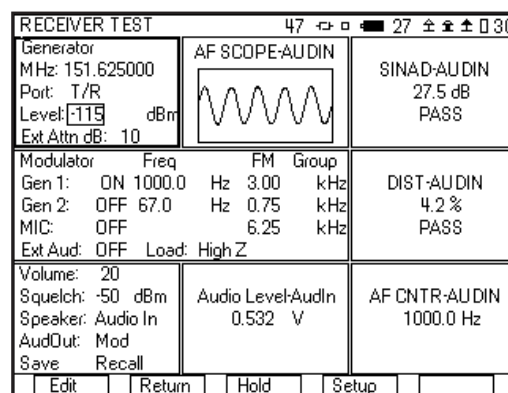 RECEIVER TEST 47 27 30
Generator
MHz: 151.625000
Port: T/R
Level: -115 dBm
Ext Attn dB: 10
AF SCOPE-AUDIN
SINAD-AUDIN
27.5 dB
PASS
Modulator Freq FM Group
Gen 1: ON 1000.0 Hz 3.00 kHz
Gen 2: OFF 67.0 Hz 0.75 kHz
MIC: OFF 6.25 kHz
Ext Aud: OFF Load: High Z
DIST-AUDIN
4.2 %
PASS
Volume: 20
Squelch: -50 dBm
Speaker: Audio In
AudOut: Mod
Save Recall
Audio Level-AudIn
0.532 V
AF CNTR-AUDIN
1000.0 Hz
Edit Return Hold Setup